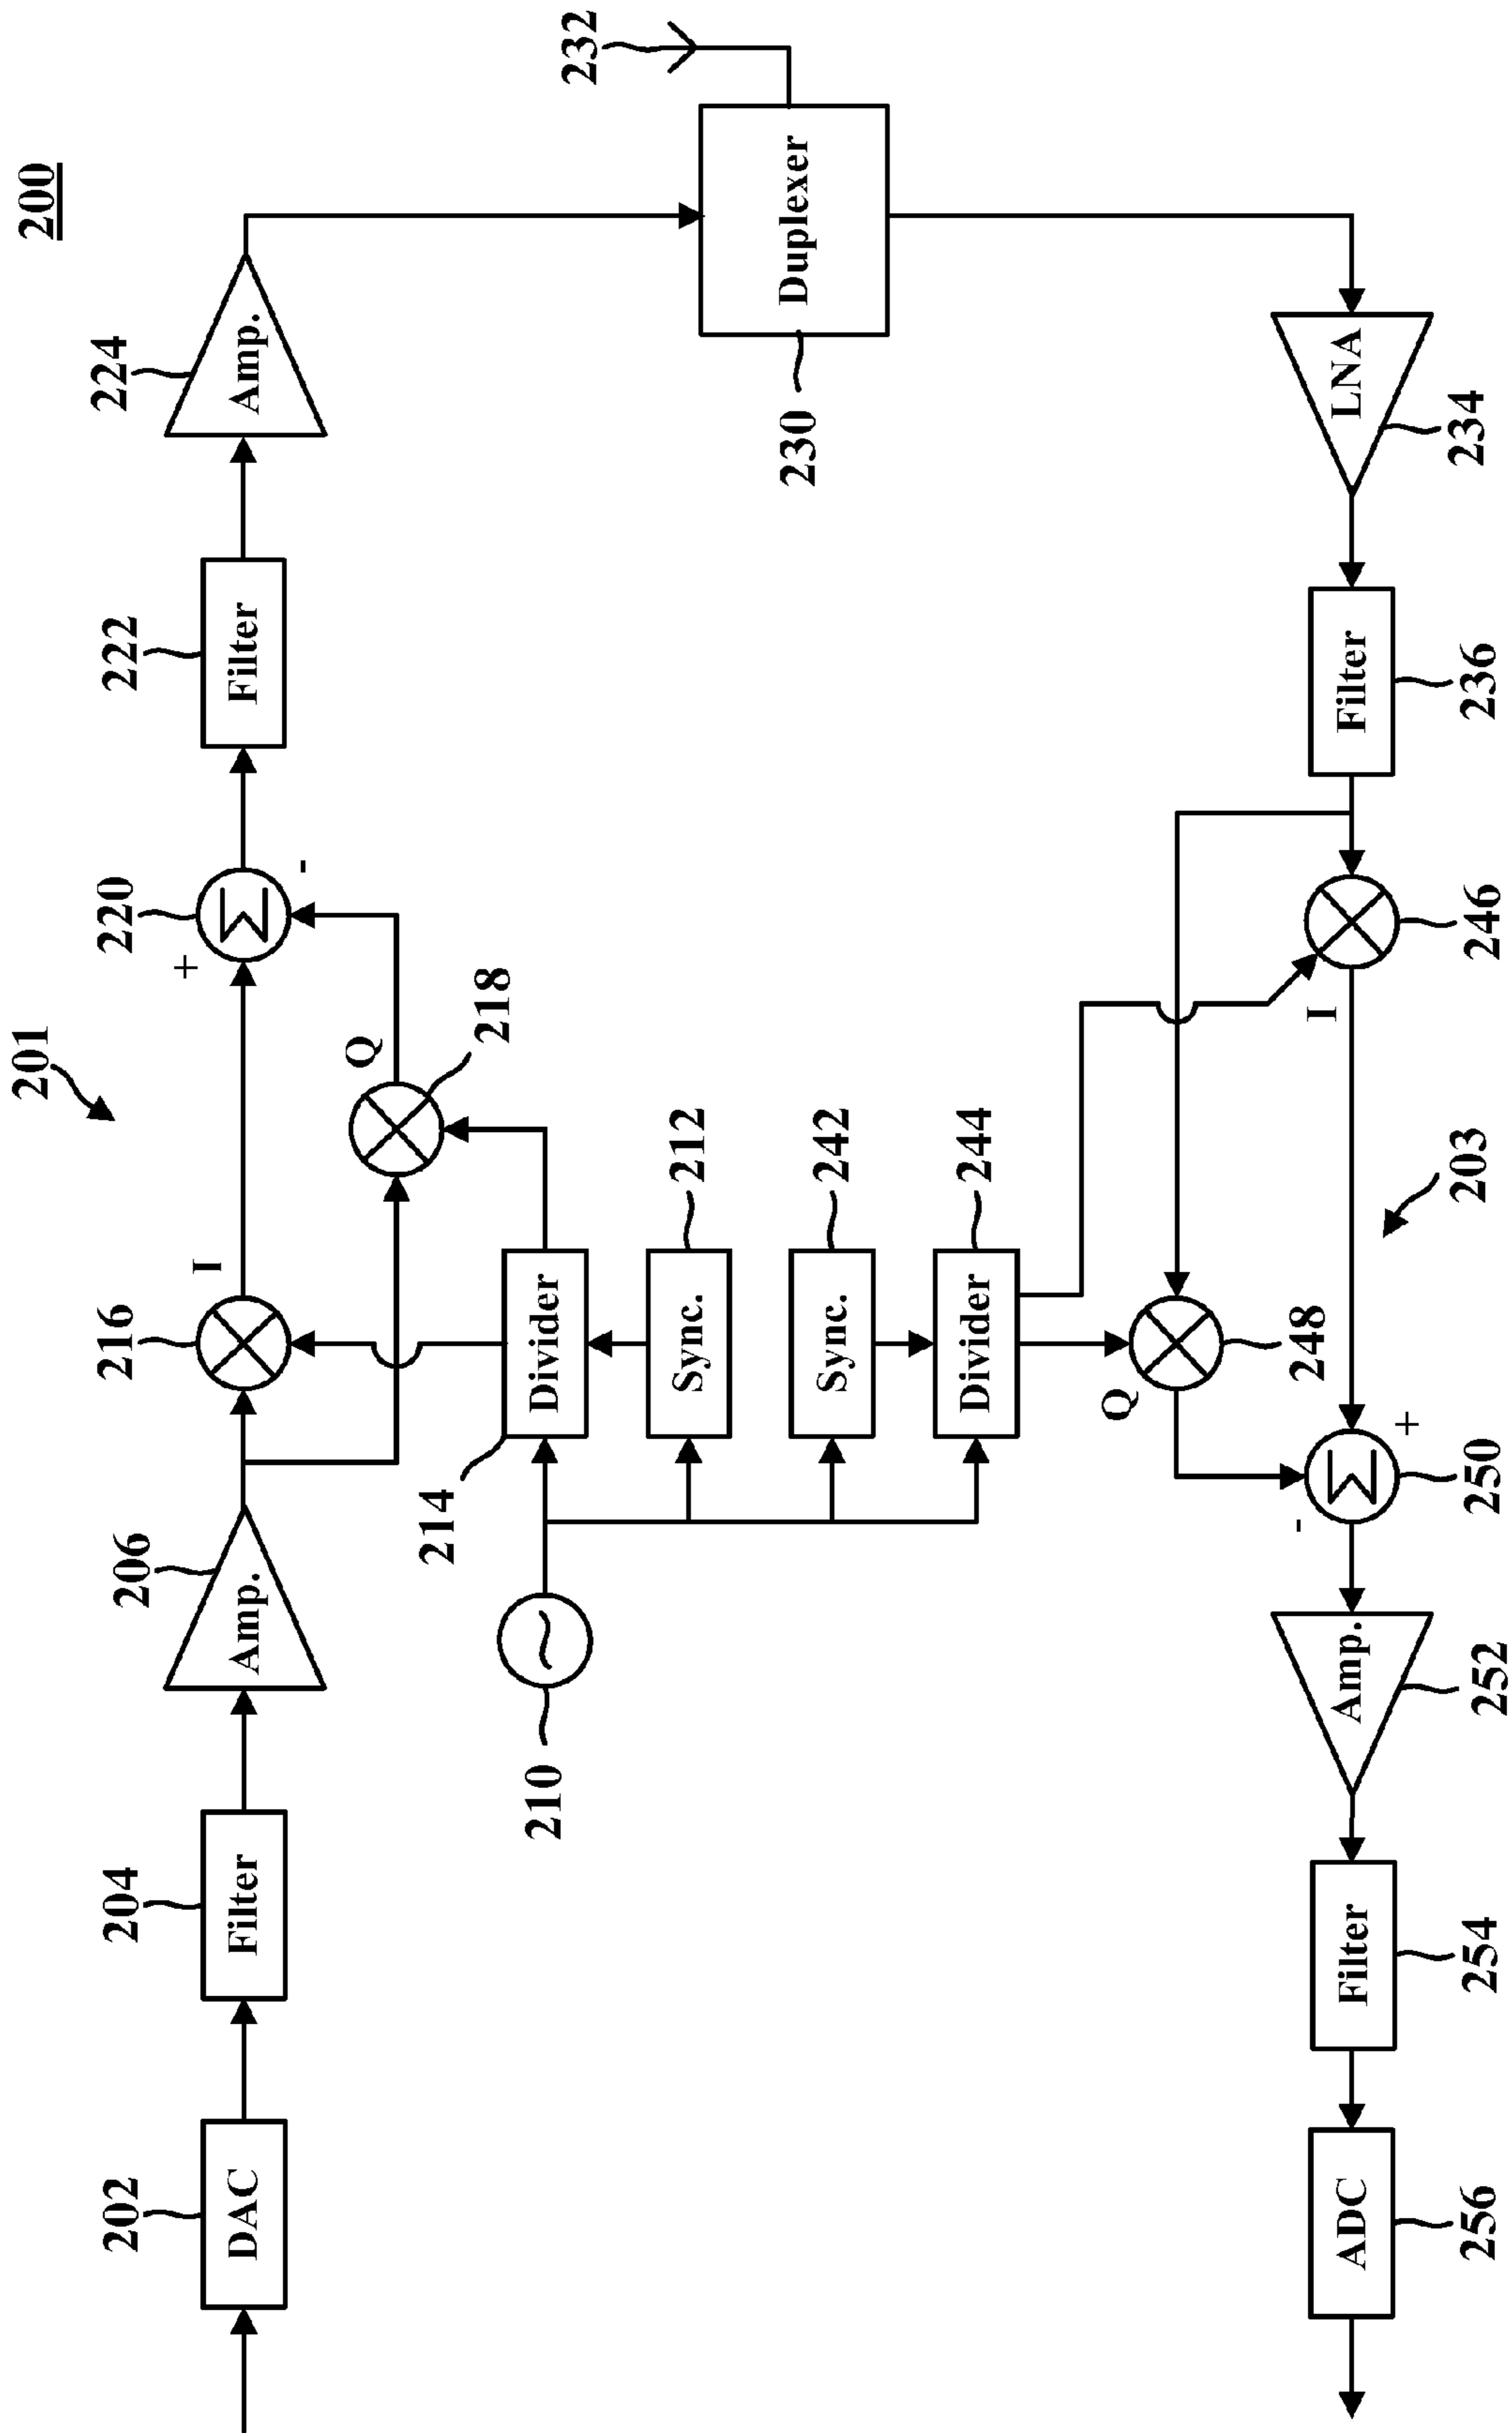 200
201
202
DAC
204
Filter
206
Amp.
216
I
220
+
Σ
-
222
Filter
224
Amp.
Q
218
210
~
214
Divider
Sync.
212
230
Duplexer
232
Sync.
242
Divider
244
Q
248
I
203
256
ADC
254
Filter
252
Amp.
-
Σ
+
250
246
Filter
236
LNA
234